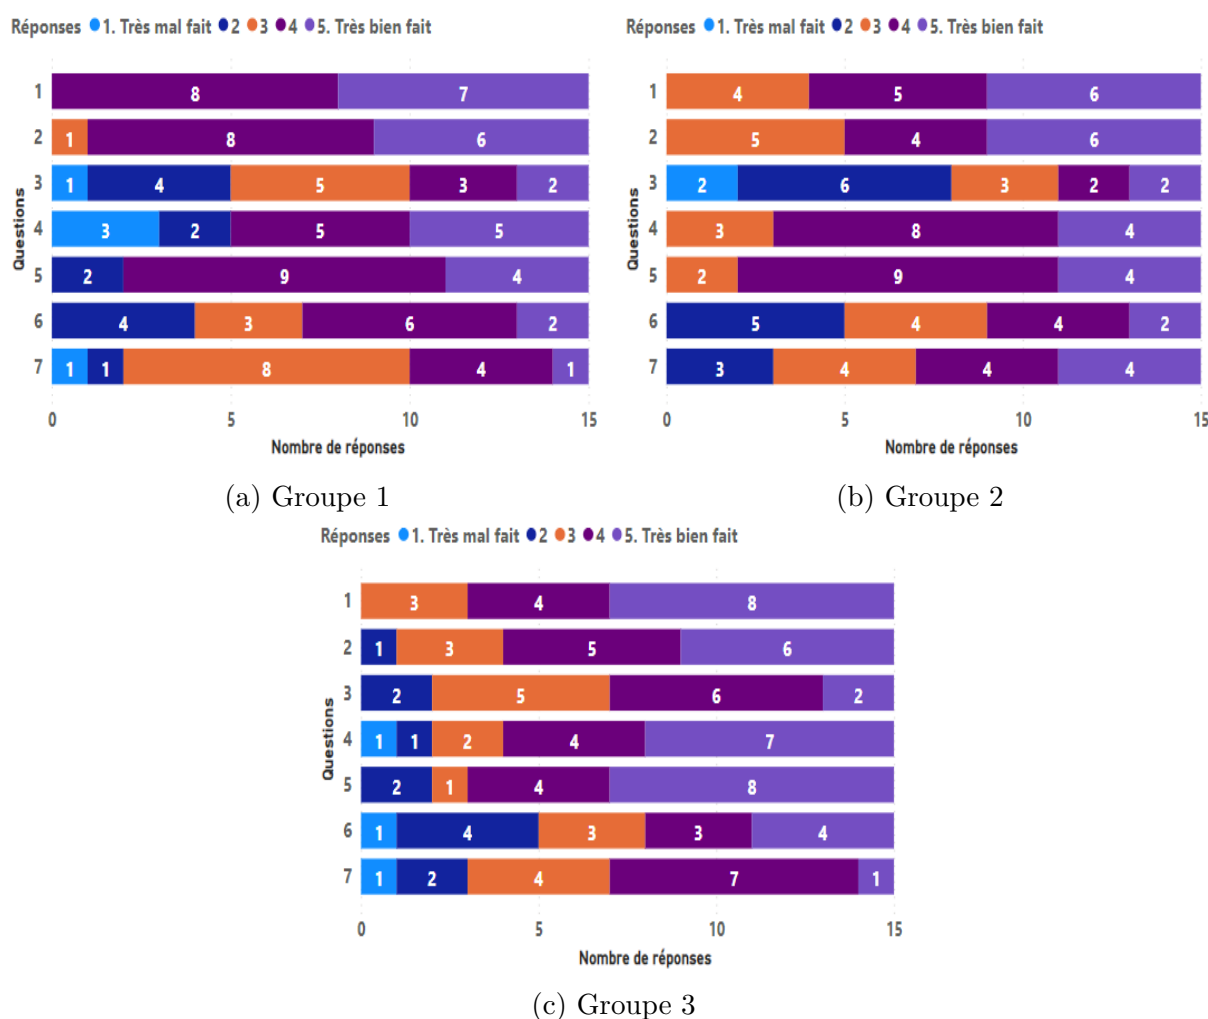 Réponses 1. Très mal fait 2 3 4 5. Très bien fait
Questions
1 8 7
2 1 8 6
3 1 4 5 3 2
4 3 2 5 5
5 2 9 4
6 4 3 6 2
7 1 1 8 4 1
0 5 10 15
Nombre de réponses
(a) Groupe 1
Réponses 1. Très mal fait 2 3 4 5. Très bien fait
Questions
1 4 5 6
2 5 4 6
3 2 6 3 2 2
4 3 8 4
5 2 9 4
6 5 4 4 2
7 3 4 4 4
0 5 10 15
Nombre de réponses
(b) Groupe 2
Réponses 1. Très mal fait 2 3 4 5. Très bien fait
Questions
1 3 4 8
2 1 3 5 6
3 2 5 6 2
4 1 1 2 4 7
5 2 1 4 8
6 1 4 3 3 4
7 1 2 4 7 1
0 5 10 15
Nombre de réponses
(c) Groupe 3